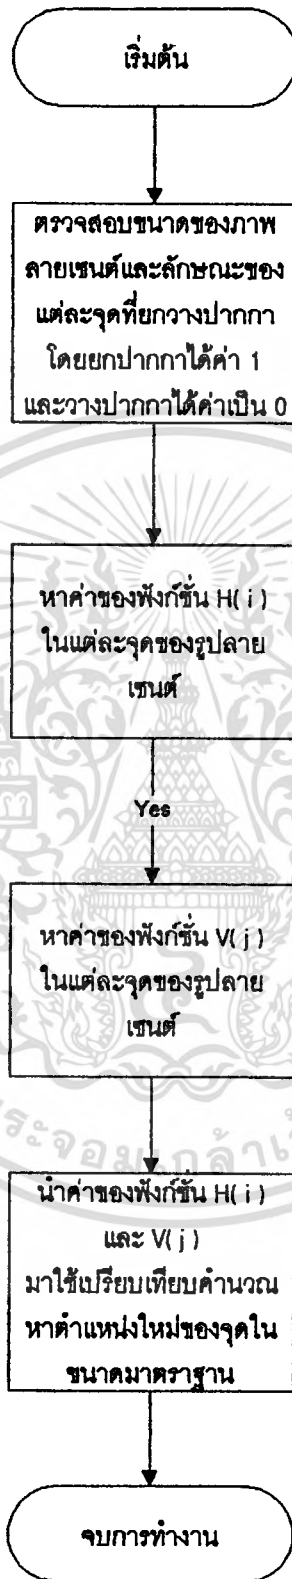 เริ่มต้น
ตรวจสอบขนาดของภาพ
ลายเซนต์และลักษณะของ
แต่ละจุดที่ยกวางปากกา
โดยยกปากกาได้ค่า 1
และวางปากกาได้ค่าเป็น 0
หาค่าของฟังก์ชั่น H( i )
ในแต่ละจุดของรูปลาย
เซนต์
Yes
หาค่าของฟังก์ชั่น V( j )
ในแต่ละจุดของรูปลาย
เซนต์
นำค่าของฟังก์ชั่น H( i )
และ V( j )
มาใช้เปรียบเทียบคำนวณ
หาตำแหน่งใหม่ของจุดใน
ขนาดมาตราฐาน
จบการทำงาน